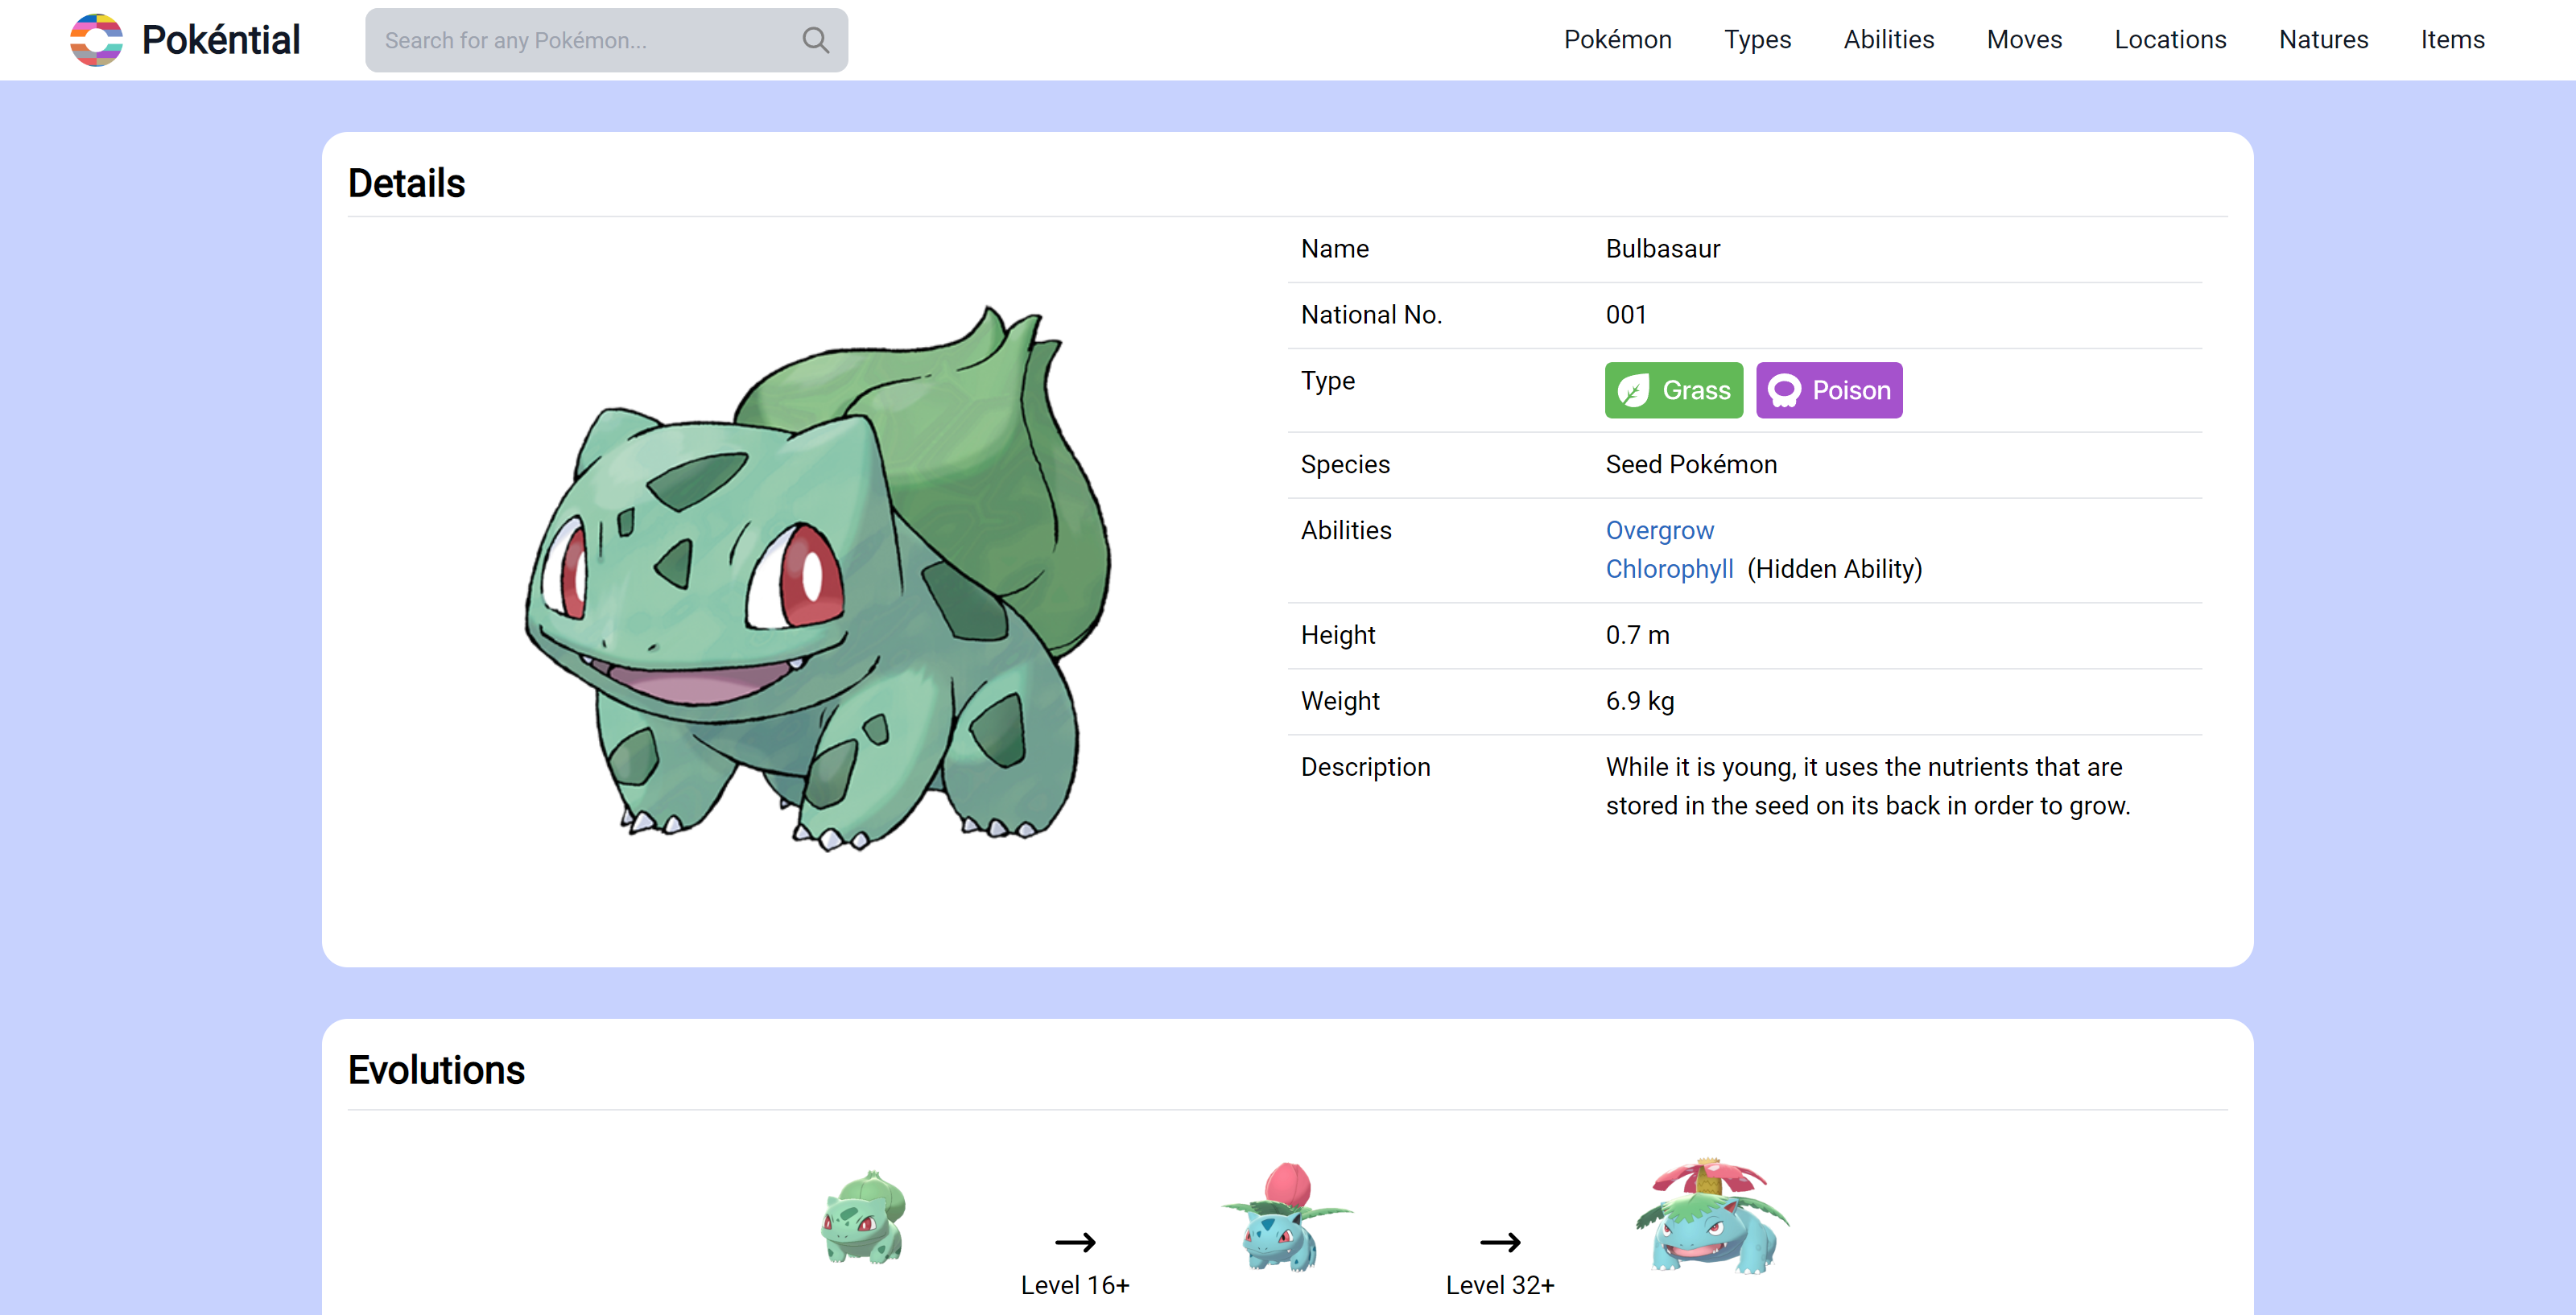 Pokéntial
Search for any Pokémon...
Pokémon Types Abilities Moves Locations Natures Items
Details
Name Bulbasaur
National No. 001
Type Grass Poison
Species Seed Pokémon
Abilities Overgrow
Chlorophyll (Hidden Ability)
Height 0.7 m
Weight 6.9 kg
Description While it is young, it uses the nutrients that are
stored in the seed on its back in order to grow.
Evolutions
Level 16+ Level 32+